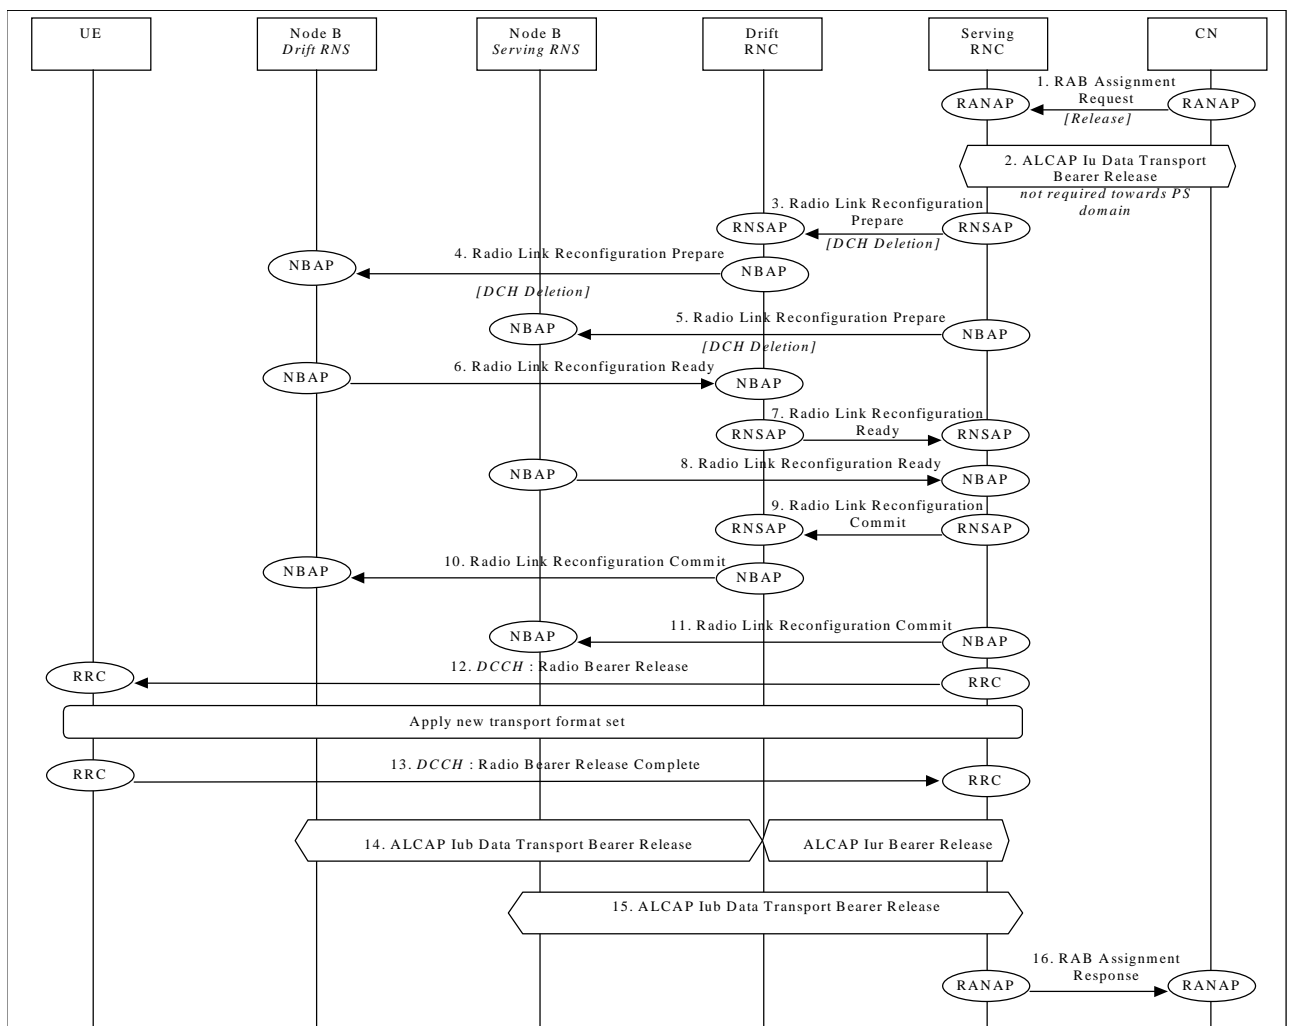 UE
Node B
Drift RNS
Node B
Serving RNS
Drift
RNC
Serving
RNC
CN
1. RAB Assignment
Request
[Release]
RANAP
RANAP
2. ALCAP Iu Data Transport
Bearer Release
not required towards PS
domain
3. Radio Link Reconfiguration
Prepare
[DCH Deletion]
RNSAP
RNSAP
4. Radio Link Reconfiguration Prepare
[DCH Deletion]
NBAP
NBAP
5. Radio Link Reconfiguration Prepare
[DCH Deletion]
NBAP
NBAP
6. Radio Link Reconfiguration Ready
NBAP
NBAP
7. Radio Link Reconfiguration
Ready
RNSAP
RNSAP
8. Radio Link Reconfiguration Ready
NBAP
NBAP
9. Radio Link Reconfiguration
Commit
RNSAP
RNSAP
10. Radio Link Reconfiguration Commit
NBAP
NBAP
11. Radio Link Reconfiguration Commit
NBAP
NBAP
12. DCCH : Radio Bearer Release
RRC
RRC
Apply new transport format set
13. DCCH : Radio Bearer Release Complete
RRC
RRC
14. ALCAP Iub Data Transport Bearer Release
ALCAP Iur Bearer Release
15. ALCAP Iub Data Transport Bearer Release
16. RAB Assignment
Response
RANAP
RANAP